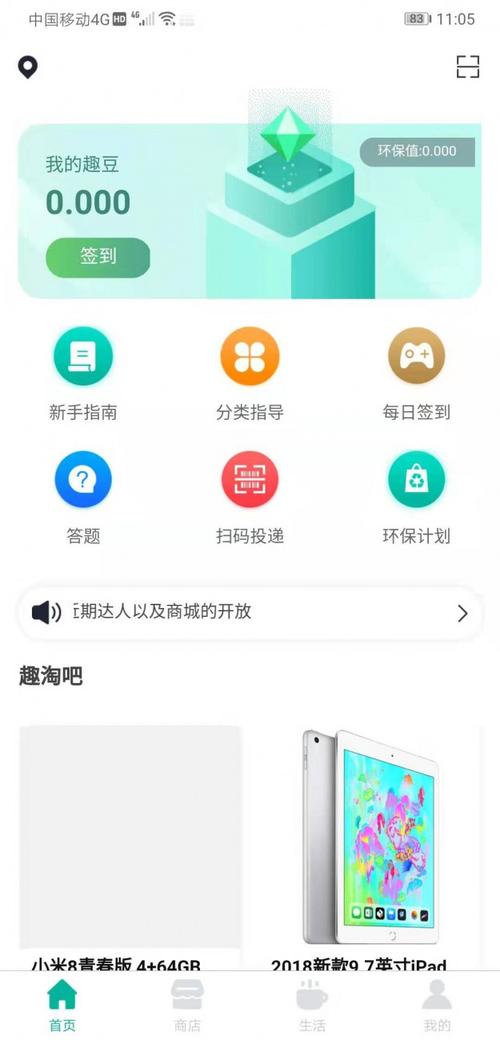 中国移动4G HD 4G 83 11:05
我的趣豆
环保值:0.000
0.000
签到
新手指南 分类指导 每日签到
答题 扫码投递 环保计划
期达人以及商城的开放
趣淘吧
小米8青春版 4+64GB 2018新款9.7英寸iPad
首页 商店 生活 我的